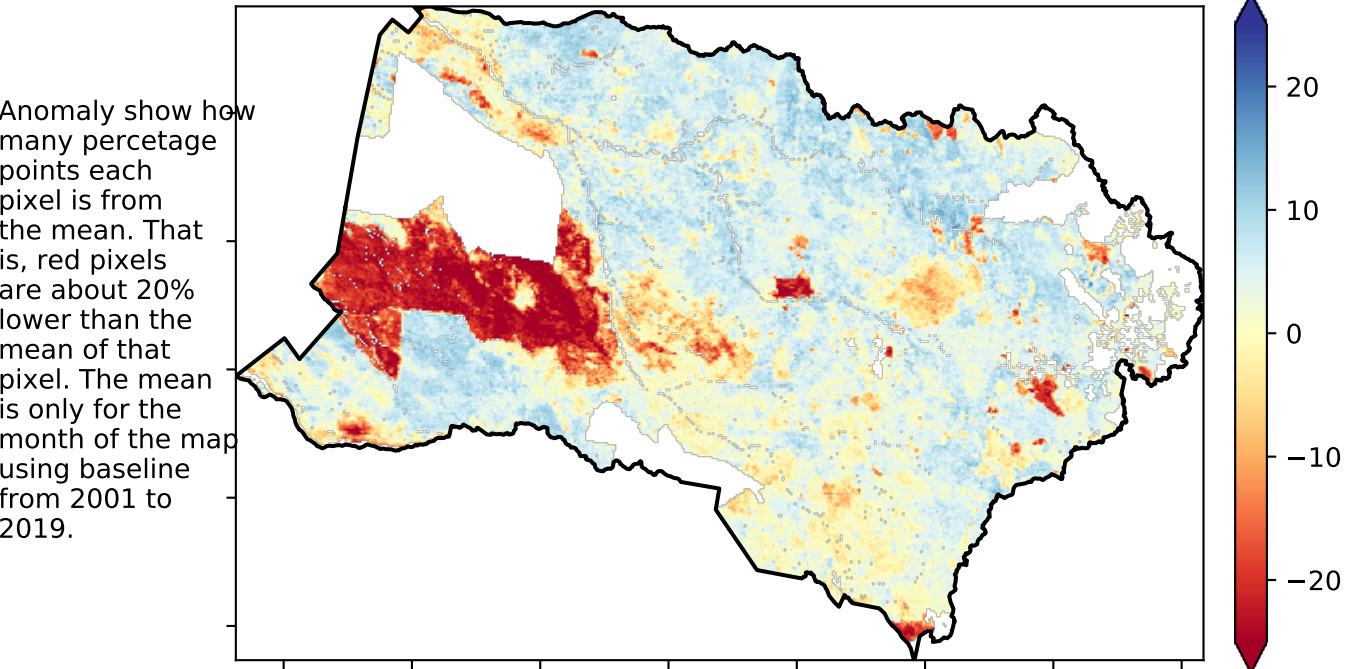 Anomaly show how
many percetage
points each
pixel is from
the mean. That
is, red pixels
are about 20%
lower than the
mean of that
pixel. The mean
is only for the
month of the map
using baseline
from 2001 to
2019.
20
10
0
−10
−20